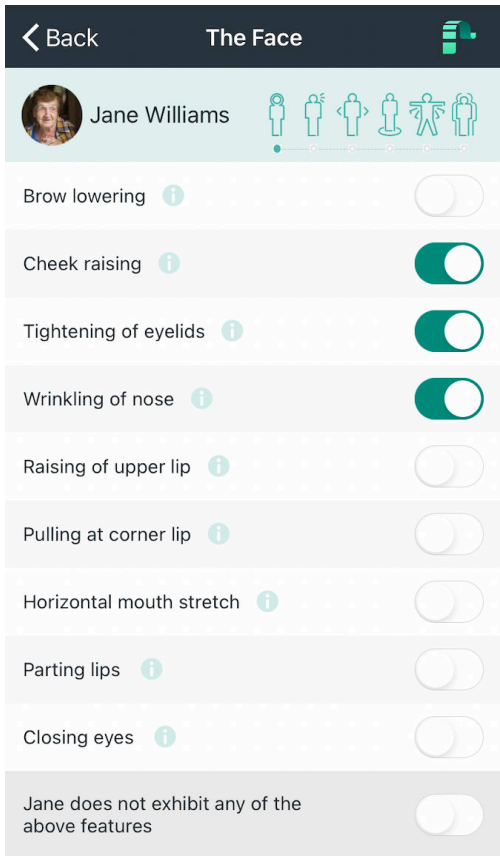 Back
The Face
Jane Williams
Brow lowering
Cheek raising
Tightening of eyelids
Wrinkling of nose
Raising of upper lip
Pulling at corner lip
Horizontal mouth stretch
Parting lips
Closing eyes
Jane does not exhibit any of the
above features